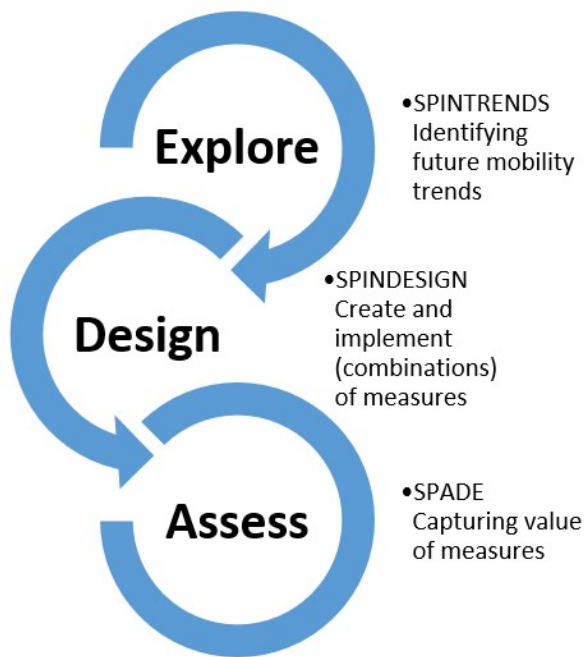 Explore
•SPINTRENDS
Identifying
future mobility
trends
Design
•SPINDESIGN
Create and
implement
(combinations)
of measures
Assess
•SPADE
Capturing value
of measures